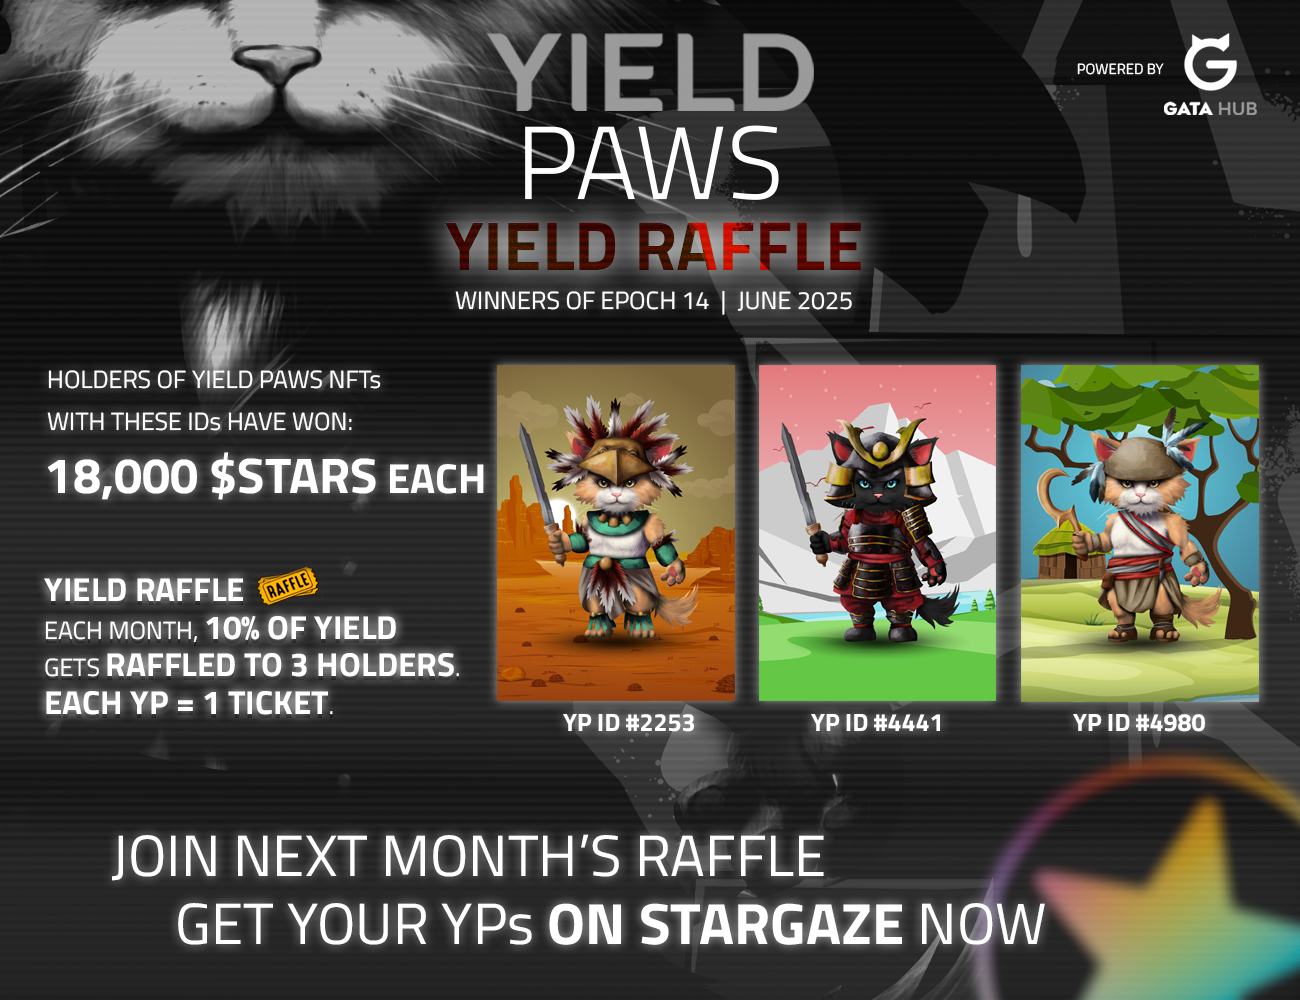 YIELD
PAWS
YIELD RAFFLE
WINNERS OF EPOCH 14 | JUNE 2025
POWERED BY
G
GATA HUB
HOLDERS OF YIELD PAWS NFTs
WITH THESE IDs HAVE WON:
18,000 $STARS EACH
YIELD RAFFLE RAFFLE
EACH MONTH, 10% OF YIELD
GETS RAFFLED TO 3 HOLDERS.
EACH YP = 1 TICKET.
YP ID #2253
YP ID #4441
YP ID #4980
JOIN NEXT MONTH'S RAFFLE
GET YOUR YPs ON STARGAZE NOW